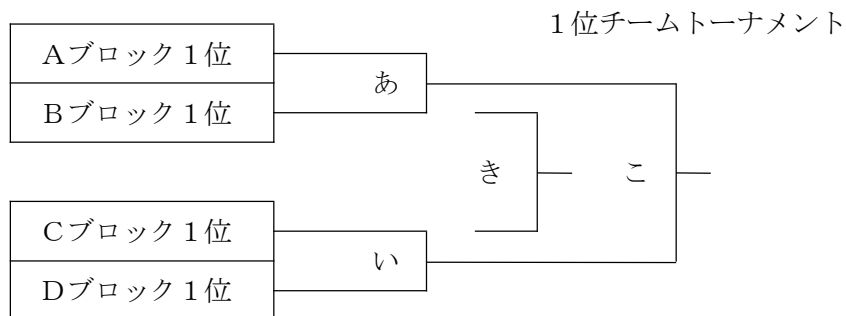 １位チームトーナメント
Ａブロック１位
あ
Ｂブロック１位
き
こ
Ｃブロック１位
い
Ｄブロック１位